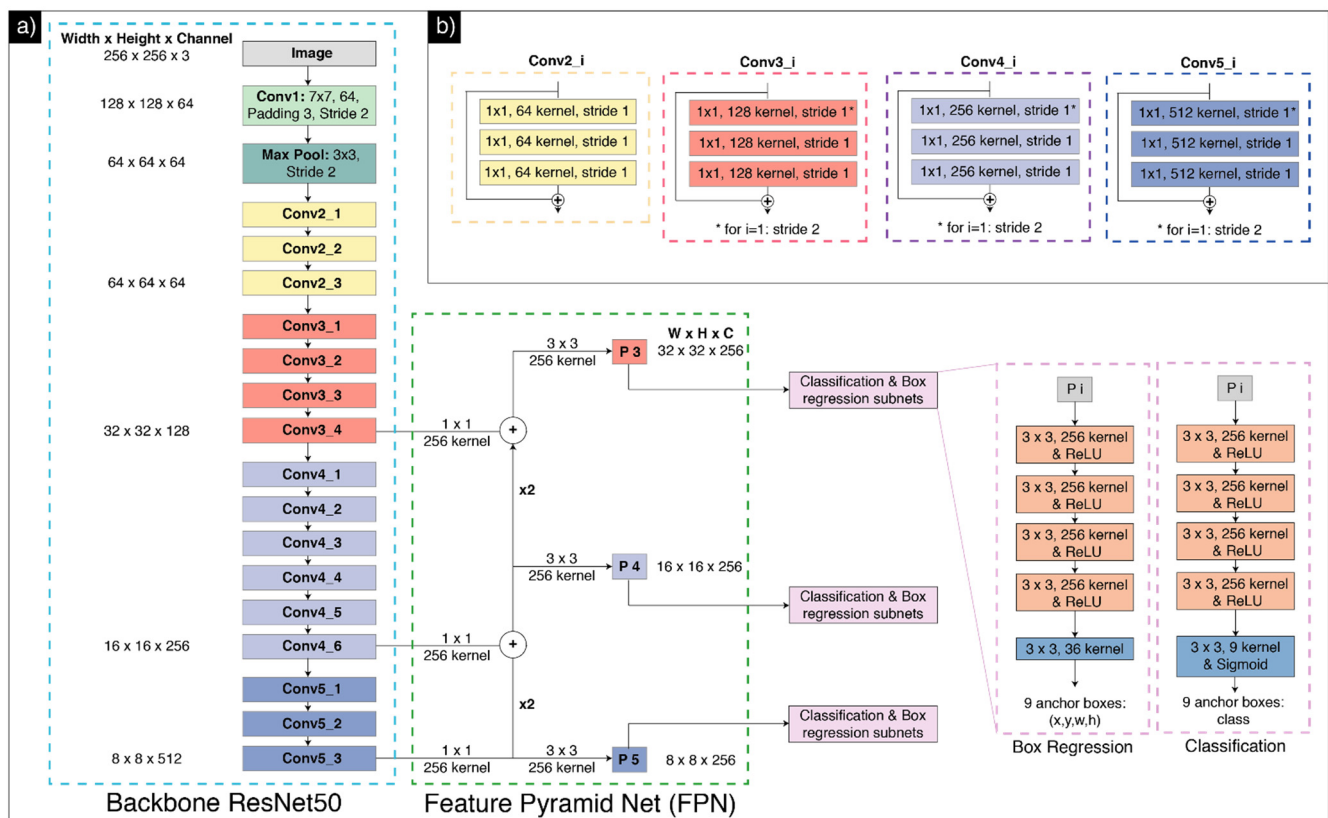 a)
Width x Height x Channel
256 x 256 x 3
Image
128 x 128 x 64
Conv1: 7x7, 64,
Padding 3, Stride 2
64 x 64 x 64
Max Pool: 3x3,
Stride 2
Conv2_1
Conv2_2
64 x 64 x 64
Conv2_3
Conv3_1
Conv3_2
Conv3_3
32 x 32 x 128
Conv3_4
Conv4_1
Conv4_2
Conv4_3
Conv4_4
Conv4_5
16 x 16 x 256
Conv4_6
Conv5_1
Conv5_2
8 x 8 x 512
Conv5_3
Backbone ResNet50
b)
Conv2_i
1x1, 64 kernel, stride 1
1x1, 64 kernel, stride 1
1x1, 64 kernel, stride 1
+
Conv3_i
1x1, 128 kernel, stride 1*
1x1, 128 kernel, stride 1
1x1, 128 kernel, stride 1
+
* for i=1: stride 2
Conv4_i
1x1, 256 kernel, stride 1*
1x1, 256 kernel, stride 1
1x1, 256 kernel, stride 1
+
* for i=1: stride 2
Conv5_i
1x1, 512 kernel, stride 1*
1x1, 512 kernel, stride 1
1x1, 512 kernel, stride 1
+
* for i=1: stride 2
W x H x C
3 x 3
256 kernel
P 3
32 x 32 x 256
1 x 1
256 kernel
+
x2
3 x 3
256 kernel
P 4
16 x 16 x 256
1 x 1
256 kernel
+
x2
1 x 1
256 kernel
3 x 3
256 kernel
P 5
8 x 8 x 256
Feature Pyramid Net (FPN)
Classification & Box
regression subnets
Classification & Box
regression subnets
Classification & Box
regression subnets
P i
3 x 3, 256 kernel
& ReLU
3 x 3, 256 kernel
& ReLU
3 x 3, 256 kernel
& ReLU
3 x 3, 256 kernel
& ReLU
3 x 3, 36 kernel
9 anchor boxes:
(x,y,w,h)
Box Regression
P i
3 x 3, 256 kernel
& ReLU
3 x 3, 256 kernel
& ReLU
3 x 3, 256 kernel
& ReLU
3 x 3, 256 kernel
& ReLU
3 x 3, 9 kernel
& Sigmoid
9 anchor boxes:
class
Classification